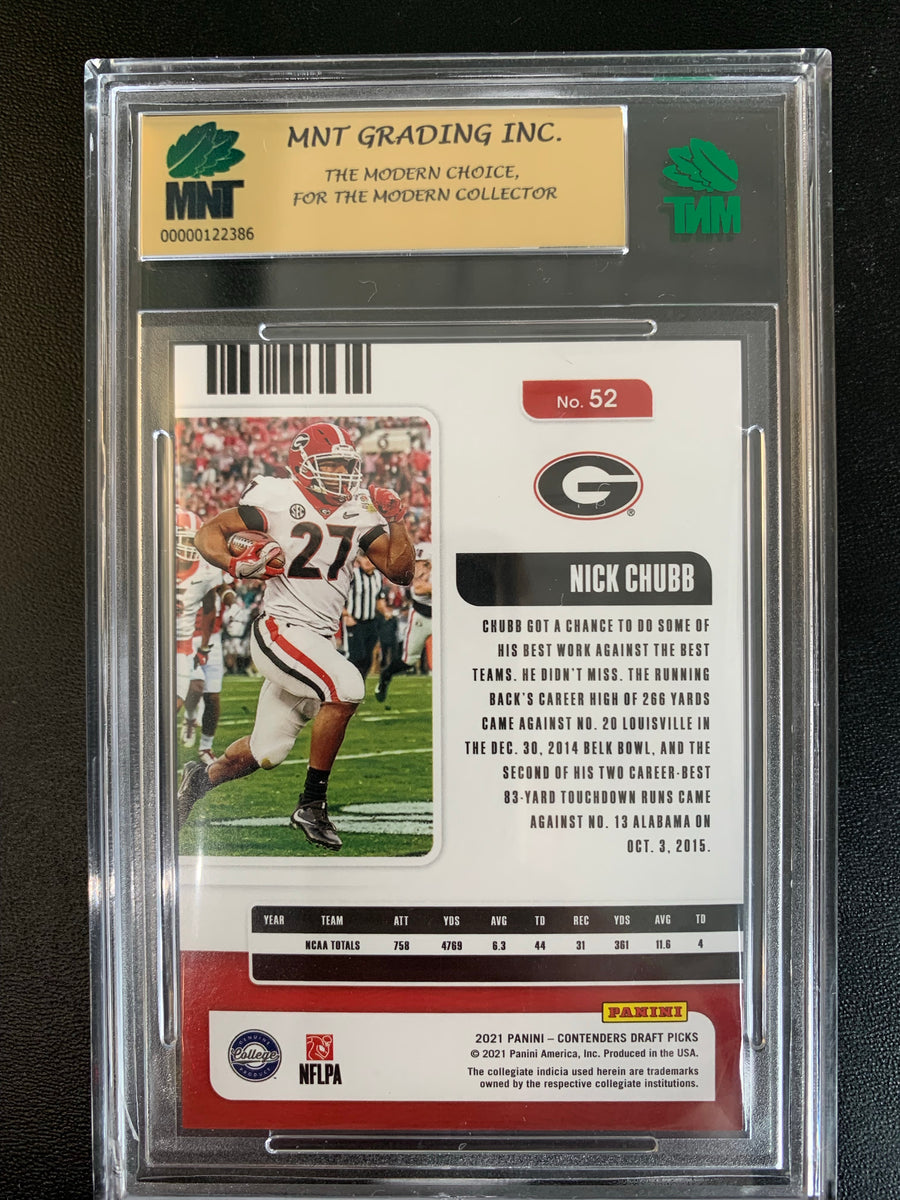 MNT GRADING INC.
THE MODERN CHOICE,
FOR THE MODERN COLLECTOR
MNT
00000122386
MNT
No. 52
G
®
NICK CHUBB
CHUBB GOT A CHANCE TO DO SOME OF
HIS BEST WORK AGAINST THE BEST
TEAMS. HE DIDN'T MISS. THE RUNNING
BACK'S CAREER HIGH OF 266 YARDS
CAME AGAINST NO. 20 LOUISVILLE IN
THE DEC. 30, 2014 BELK BOWL, AND THE
SECOND OF HIS TWO CAREER-BEST
83-YARD TOUCHDOWN RUNS CAME
AGAINST NO. 13 ALABAMA ON
OCT. 3, 2015.
G
SEC
27
YEAR TEAM ATT YDS AVG TD REC YDS AVG TD
NCAA TOTALS 758 4769 6.3 44 31 361 11.6 4
PANINI
2021 PANINI – CONTENDERS DRAFT PICKS
© 2021 Panini America, Inc. Produced in the USA.
The collegiate indicia used herein are trademarks
owned by the respective collegiate institutions.
GENUINE
College
PRODUCT
NFLPA